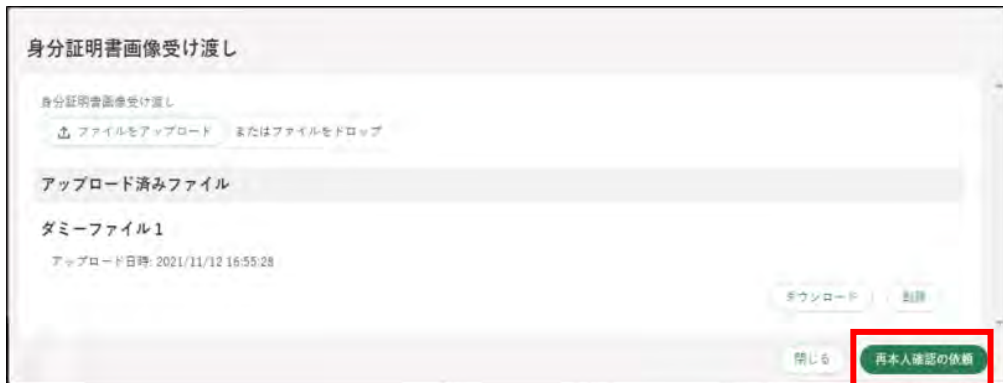 身分証明書画像受け渡し
身分証明書画像受け渡し
ファイルをアップロード またはファイルをドロップ
アップロード済みファイル
ダミーファイル1
アップロード日時: 2021/11/12 16:55:28
ダウンロード 削除
閉じる 再本人確認の依頼